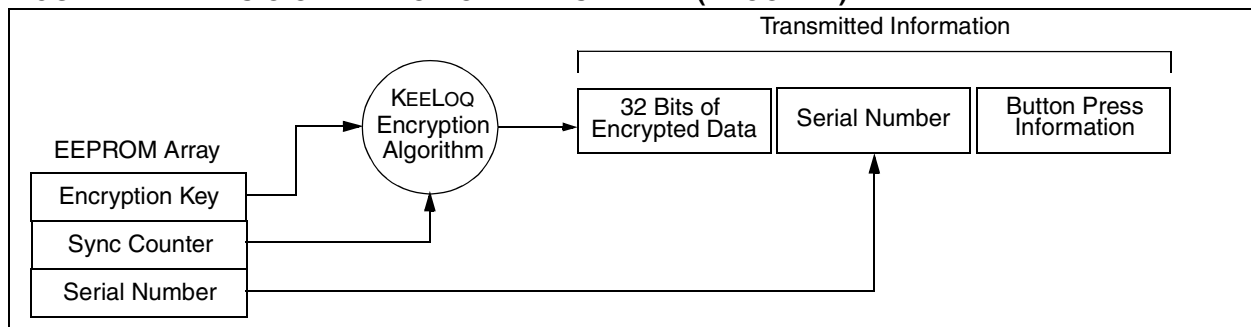 Transmitted Information
KEELOQ
Encryption
Algorithm
32 Bits of
Encrypted Data
Serial Number
Button Press
Information
EEPROM Array
Encryption Key
Sync Counter
Serial Number